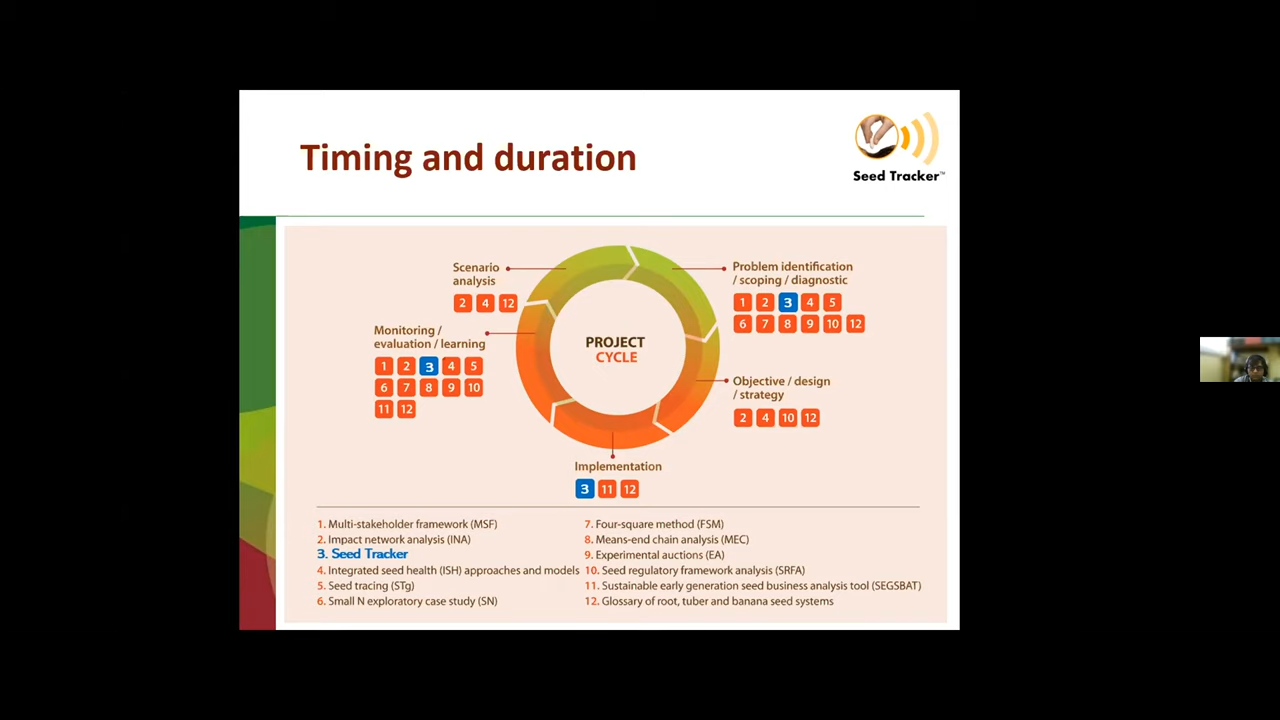 Timing and duration
Seed Tracker™
Scenario
analysis
2 4 12
Problem identification
/ scoping / diagnostic
1 2 3 4 5
6 7 8 9 10 12
Monitoring /
evaluation / learning
1 2 3 4 5
6 7 8 9 10
11 12
PROJECT
CYCLE
Objective / design
/ strategy
2 4 10 12
Implementation
3 11 12
1. Multi-stakeholder framework (MSF)
2. Impact network analysis (INA)
3. Seed Tracker
4. Integrated seed health (ISH) approaches and models
5. Seed tracing (STg)
6. Small N exploratory case study (SN)
7. Four-square method (FSM)
8. Means-end chain analysis (MEC)
9. Experimental auctions (EA)
10. Seed regulatory framework analysis (SRFA)
11. Sustainable early generation seed business analysis tool (SEGSBAT)
12. Glossary of root, tuber and banana seed systems